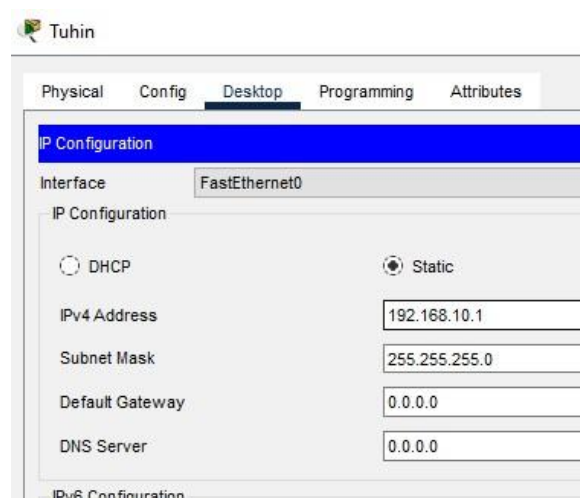 Tuhin
Physical Config Desktop Programming Attributes
IP Configuration
Interface FastEthernet0
IP Configuration
DHCP Static
IPv4 Address 192.168.10.1
Subnet Mask 255.255.255.0
Default Gateway 0.0.0.0
DNS Server 0.0.0.0
IPv6 Configuration